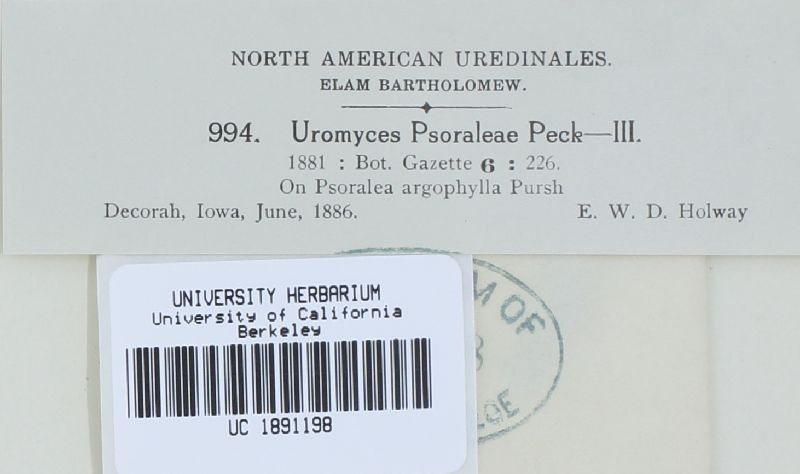 NORTH AMERICAN UREDINALES.
ELAM BARTHOLOMEW.
994. Uromyces Psoraleae Peck—III.
1881 : Bot. Gazette 6 : 226.
On Psoralea argophylla Pursh
Decorah, Iowa, June, 1886. E. W. D. Holway
UNIVERSITY HERBARIUM
University of California
Berkeley
UC 1891198
OF